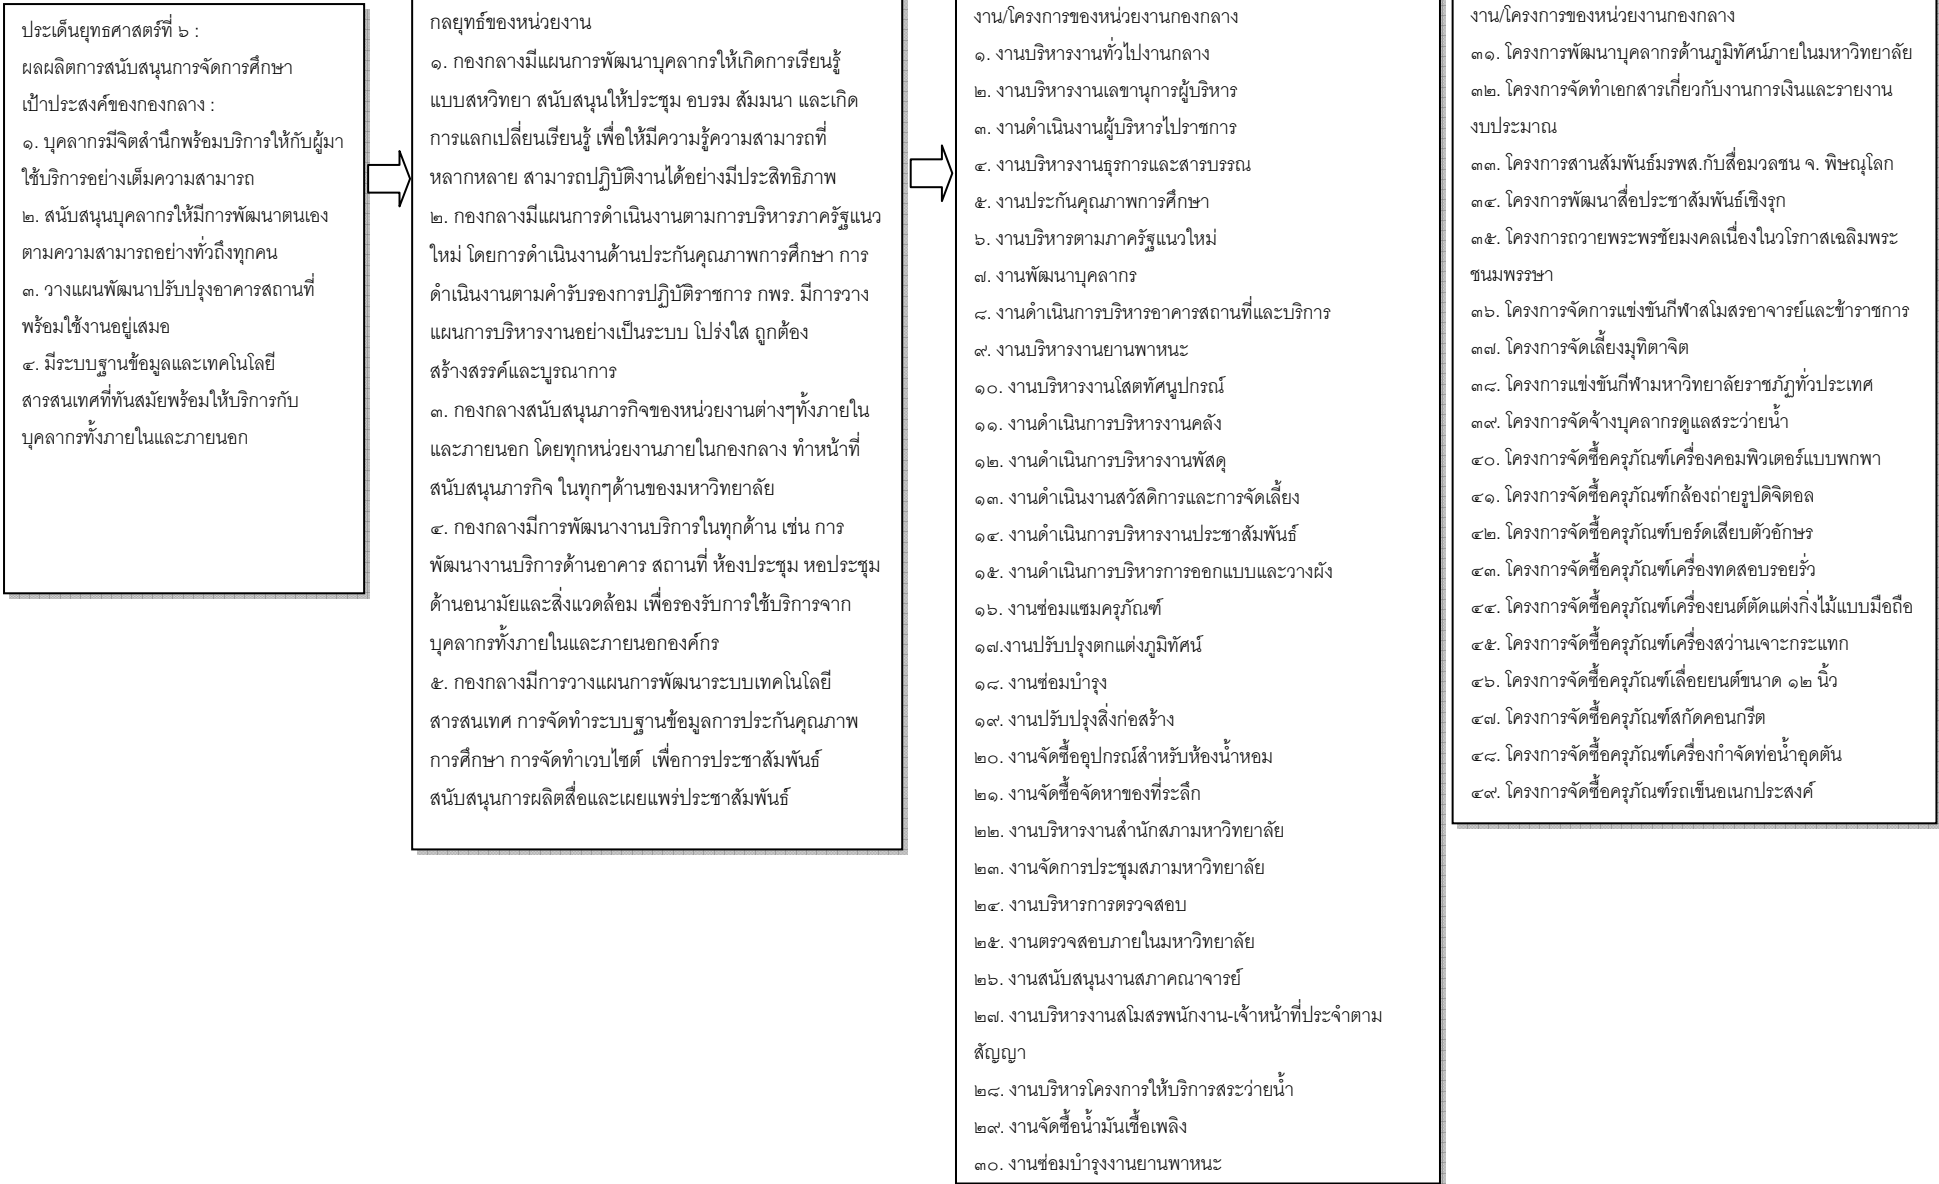 ประเด็นยุทธศาสตร์ที่ ๖ :
ผลผลิตการสนับสนุนการจัดการศึกษา
เป้าประสงค์ของกองกลาง :
๑. บุคลากรมีจิตสำนึกพร้อมบริการให้กับผู้มา
ใช้บริการอย่างเต็มความสามารถ
๒. สนับสนุนบุคลากรให้มีการพัฒนาตนเอง
ตามความสามารถอย่างทั่วถึงทุกคน
๓. วางแผนพัฒนาปรับปรุงอาคารสถานที่
พร้อมใช้งานอยู่เสมอ
๔. มีระบบฐานข้อมูลและเทคโนโลยี
สารสนเทศที่ทันสมัยพร้อมให้บริการกับ
บุคลากรทั้งภายในและภายนอก
กลยุทธ์ของหน่วยงาน
๑. กองกลางมีแผนการพัฒนาบุคลากรให้เกิดการเรียนรู้
แบบสหวิทยา สนับสนุนให้ประชุม อบรม สัมมนา และเกิด
การแลกเปลี่ยนเรียนรู้ เพื่อให้มีความรู้ความสามารถที่
หลากหลาย สามารถปฏิบัติงานได้อย่างมีประสิทธิภาพ
๒. กองกลางมีแผนการดำเนินงานตามการบริหารภาครัฐแนว
ใหม่ โดยการดำเนินงานด้านประกันคุณภาพการศึกษา การ
ดำเนินงานตามคำรับรองการปฏิบัติราชการ กพร. มีการวาง
แผนการบริหารงานอย่างเป็นระบบ โปร่งใส ถูกต้อง
สร้างสรรค์และบูรณาการ
๓. กองกลางสนับสนุนภารกิจของหน่วยงานต่างๆทั้งภายใน
และภายนอก โดยทุกหน่วยงานภายในกองกลาง ทำหน้าที่
สนับสนุนภารกิจ ในทุกๆด้านของมหาวิทยาลัย
๔. กองกลางมีการพัฒนางานบริการในทุกด้าน เช่น การ
พัฒนางานบริการด้านอาคาร สถานที่ ห้องประชุม หอประชุม
ด้านอนามัยและสิ่งแวดล้อม เพื่อรองรับการใช้บริการจาก
บุคลากรทั้งภายในและภายนอกองค์กร
๕. กองกลางมีการวางแผนการพัฒนาระบบเทคโนโลยี
สารสนเทศ การจัดทำระบบฐานข้อมูลการประกันคุณภาพ
การศึกษา การจัดทำเวบไซต์  เพื่อการประชาสัมพันธ์
สนับสนุนการผลิตสื่อและเผยแพร่ประชาสัมพันธ์
งาน/โครงการของหน่วยงานกองกลาง
๑. งานบริหารงานทั่วไปงานกลาง
๒. งานบริหารงานเลขานุการผู้บริหาร
๓. งานดำเนินงานผู้บริหารไปราชการ
๔. งานบริหารงานธุรการและสารบรรณ
๕. งานประกันคุณภาพการศึกษา
๖. งานบริหารตามภาครัฐแนวใหม่
๗. งานพัฒนาบุคลากร
๘. งานดำเนินการบริหารอาคารสถานที่และบริการ
๙. งานบริหารงานยานพาหนะ
๑๐. งานบริหารงานโสตทัศนูปกรณ์
๑๑. งานดำเนินการบริหารงานคลัง
๑๒. งานดำเนินการบริหารงานพัสดุ
๑๓. งานดำเนินงานสวัสดิการและการจัดเลี้ยง
๑๔. งานดำเนินการบริหารงานประชาสัมพันธ์
๑๕. งานดำเนินการบริหารการออกแบบและวางผัง
๑๖. งานซ่อมแซมครุภัณฑ์
๑๗.งานปรับปรุงตกแต่งภูมิทัศน์
๑๘. งานซ่อมบำรุง
๑๙. งานปรับปรุงสิ่งก่อสร้าง
๒๐. งานจัดซื้ออุปกรณ์สำหรับห้องน้ำหอม
๒๑. งานจัดซื้อจัดหาของที่ระลึก
๒๒. งานบริหารงานสำนักสภามหาวิทยาลัย
๒๓. งานจัดการประชุมสภามหาวิทยาลัย
๒๔. งานบริหารการตรวจสอบ
๒๕. งานตรวจสอบภายในมหาวิทยาลัย
๒๖. งานสนับสนุนงานสภาคณาจารย์
๒๗. งานบริหารงานสโมสรพนักงาน-เจ้าหน้าที่ประจำตาม
สัญญา
๒๘. งานบริหารโครงการให้บริการสระว่ายน้ำ
๒๙. งานจัดซื้อน้ำมันเชื้อเพลิง
๓๐. งานซ่อมบำรุงงานยานพาหนะ
งาน/โครงการของหน่วยงานกองกลาง
๓๑. โครงการพัฒนาบุคลากรด้านภูมิทัศน์ภายในมหาวิทยาลัย
๓๒. โครงการจัดทำเอกสารเกี่ยวกับงานการเงินและรายงาน
งบประมาณ
๓๓. โครงการสานสัมพันธ์มรพส.กับสื่อมวลชน จ. พิษณุโลก
๓๔. โครงการพัฒนาสื่อประชาสัมพันธ์เชิงรุก
๓๕. โครงการถวายพระพรชัยมงคลเนื่องในวโรกาสเฉลิมพระ
ชนมพรรษา
๓๖. โครงการจัดการแข่งขันกีฬาสโมสรอาจารย์และข้าราชการ
๓๗. โครงการจัดเลี้ยงมุทิตาจิต
๓๘. โครงการแข่งขันกีฬามหาวิทยาลัยราชภัฏทั่วประเทศ
๓๙. โครงการจัดจ้างบุคลากรดูแลสระว่ายน้ำ
๔๐. โครงการจัดซื้อครุภัณฑ์เครื่องคอมพิวเตอร์แบบพกพา
๔๑. โครงการจัดซื้อครุภัณฑ์กล้องถ่ายรูปดิจิตอล
๔๒. โครงการจัดซื้อครุภัณฑ์บอร์ดเสียบตัวอักษร
๔๓. โครงการจัดซื้อครุภัณฑ์เครื่องทดสอบรอยรั่ว
๔๔. โครงการจัดซื้อครุภัณฑ์เครื่องยนต์ตัดแต่งกิ่งไม้แบบมือถือ
๔๕. โครงการจัดซื้อครุภัณฑ์เครื่องสว่านเจาะกระแทก
๔๖. โครงการจัดซื้อครุภัณฑ์เลื่อยยนต์ขนาด ๑๒ นิ้ว
๔๗. โครงการจัดซื้อครุภัณฑ์สกัดคอนกรีต
๔๘. โครงการจัดซื้อครุภัณฑ์เครื่องกำจัดท่อน้ำอุดตัน
๔๙. โครงการจัดซื้อครุภัณฑ์รถเข็นอเนกประสงค์